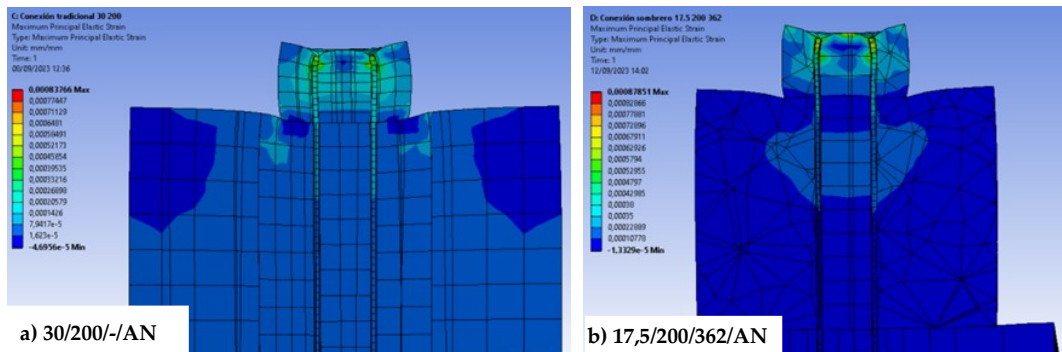 C: Conexión tradicional 30 200
Maximum Principal Elastic Strain
Type: Maximum Principal Elastic Strain
Unit: mm/mm
Time: 1
06/09/2023 12:36
0,00083766 Max
0,00077447
0,00071129
0,0006481
0,00058491
0,00052173
0,00045854
0,00039535
0,00033216
0,00026898
0,00020579
0,0001426
7,9417e-5
1,623e-5
-4,6956e-5 Min
a) 30/200/-/AN
D: Conexión sombrero 17,5 200 362
Maximum Principal Elastic Strain
Type: Maximum Principal Elastic Strain
Unit: mm/mm
Time: 1
12/09/2023 14:02
0,00087851 Max
0,00082866
0,00077881
0,00072896
0,00067911
0,00062926
0,0005794
0,00052955
0,0004797
0,00042985
0,00038
0,00035
0,00022889
0,00010778
-1,3329e-5 Min
b) 17,5/200/362/AN